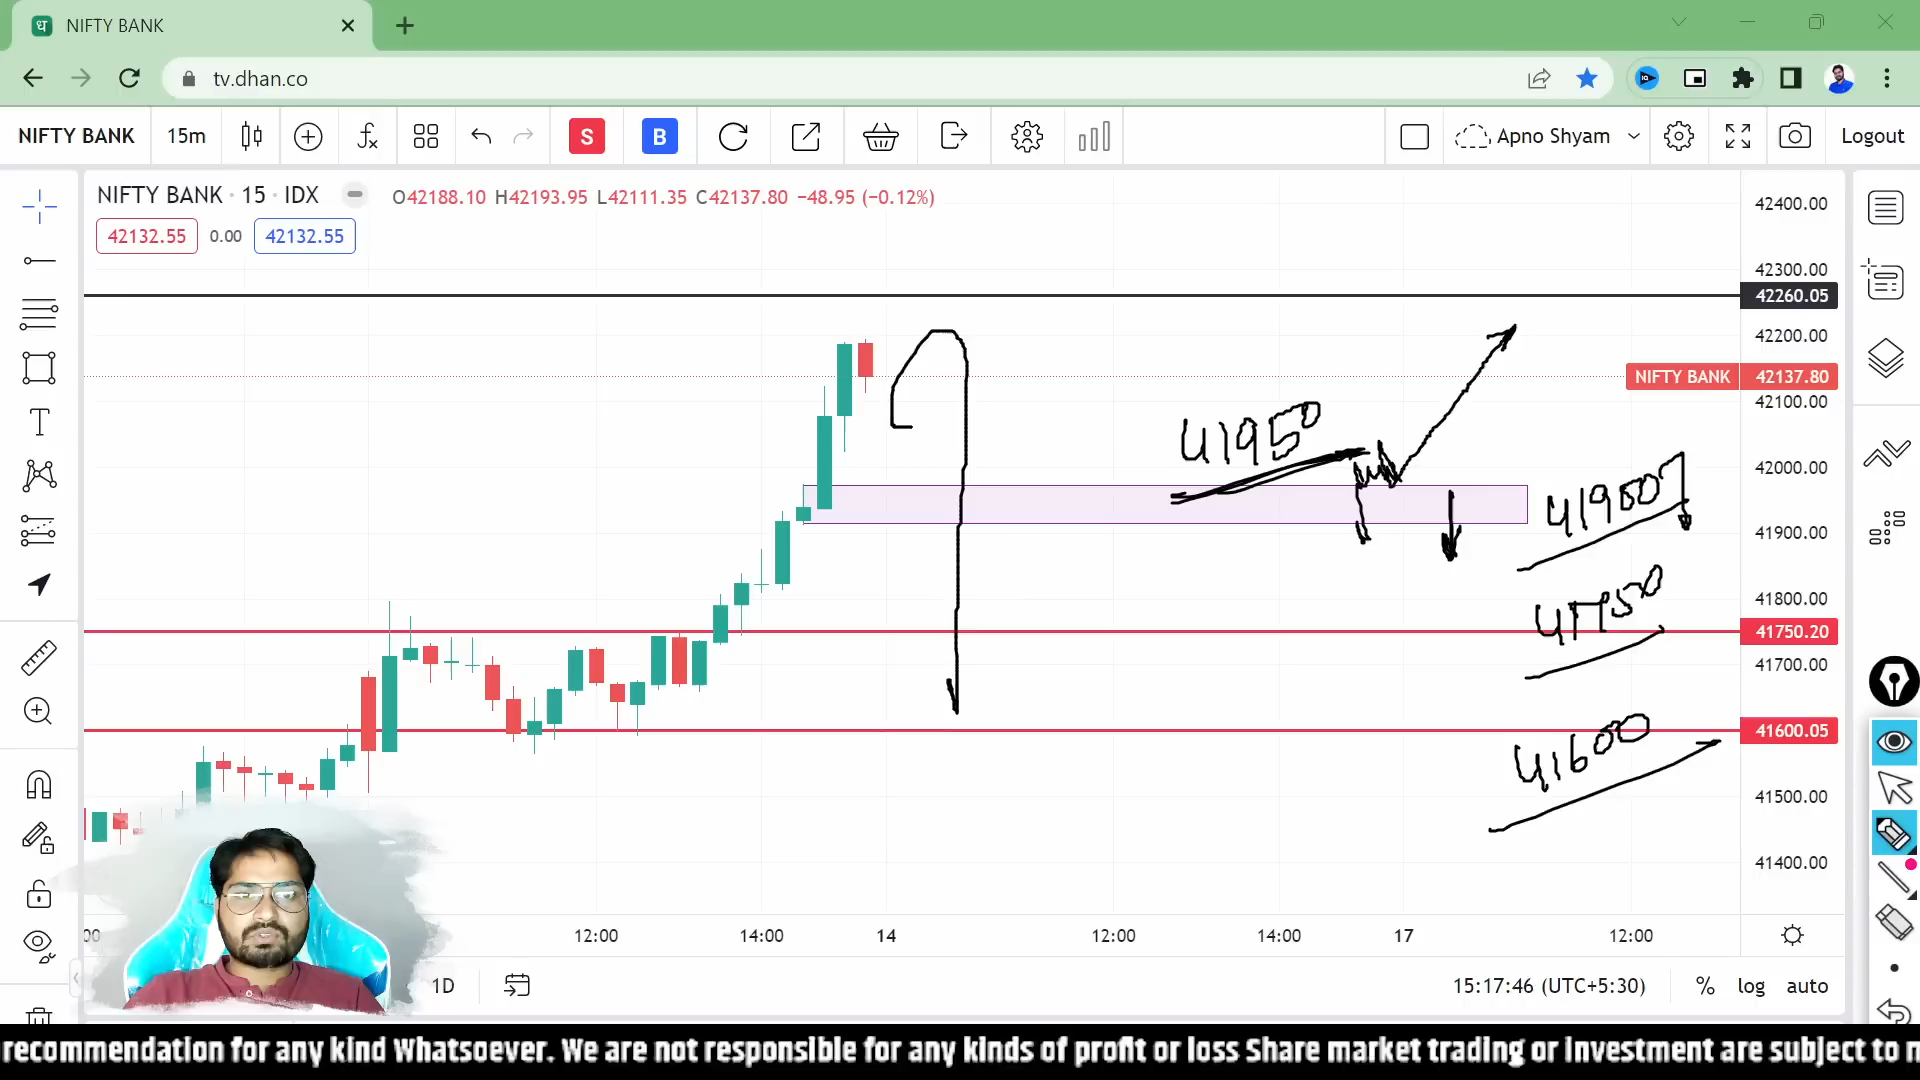 NIFTY BANK
tv.dhan.co
NIFTY BANK 15m S B Apno Shyam Logout
NIFTY BANK · 15 · IDX O42188.10 H42193.95 L42111.35 C42137.80 −48.95 (−0.12%)
42132.55 0.00 42132.55
42400.00
42300.00
42260.05
42200.00
NIFTY BANK 42137.80
42100.00
41950
42000.00
41900
41900.00
41750
41800.00
41750.20
41700.00
41600
41600.05
41500.00
41400.00
00 12:00 14:00 14 12:00 14:00 17 12:00
1D 15:17:46 (UTC+5:30) % log auto
recommendation for any kind Whatsoever. We are not responsible for any kinds of profit or loss Share market trading or investment are subject to